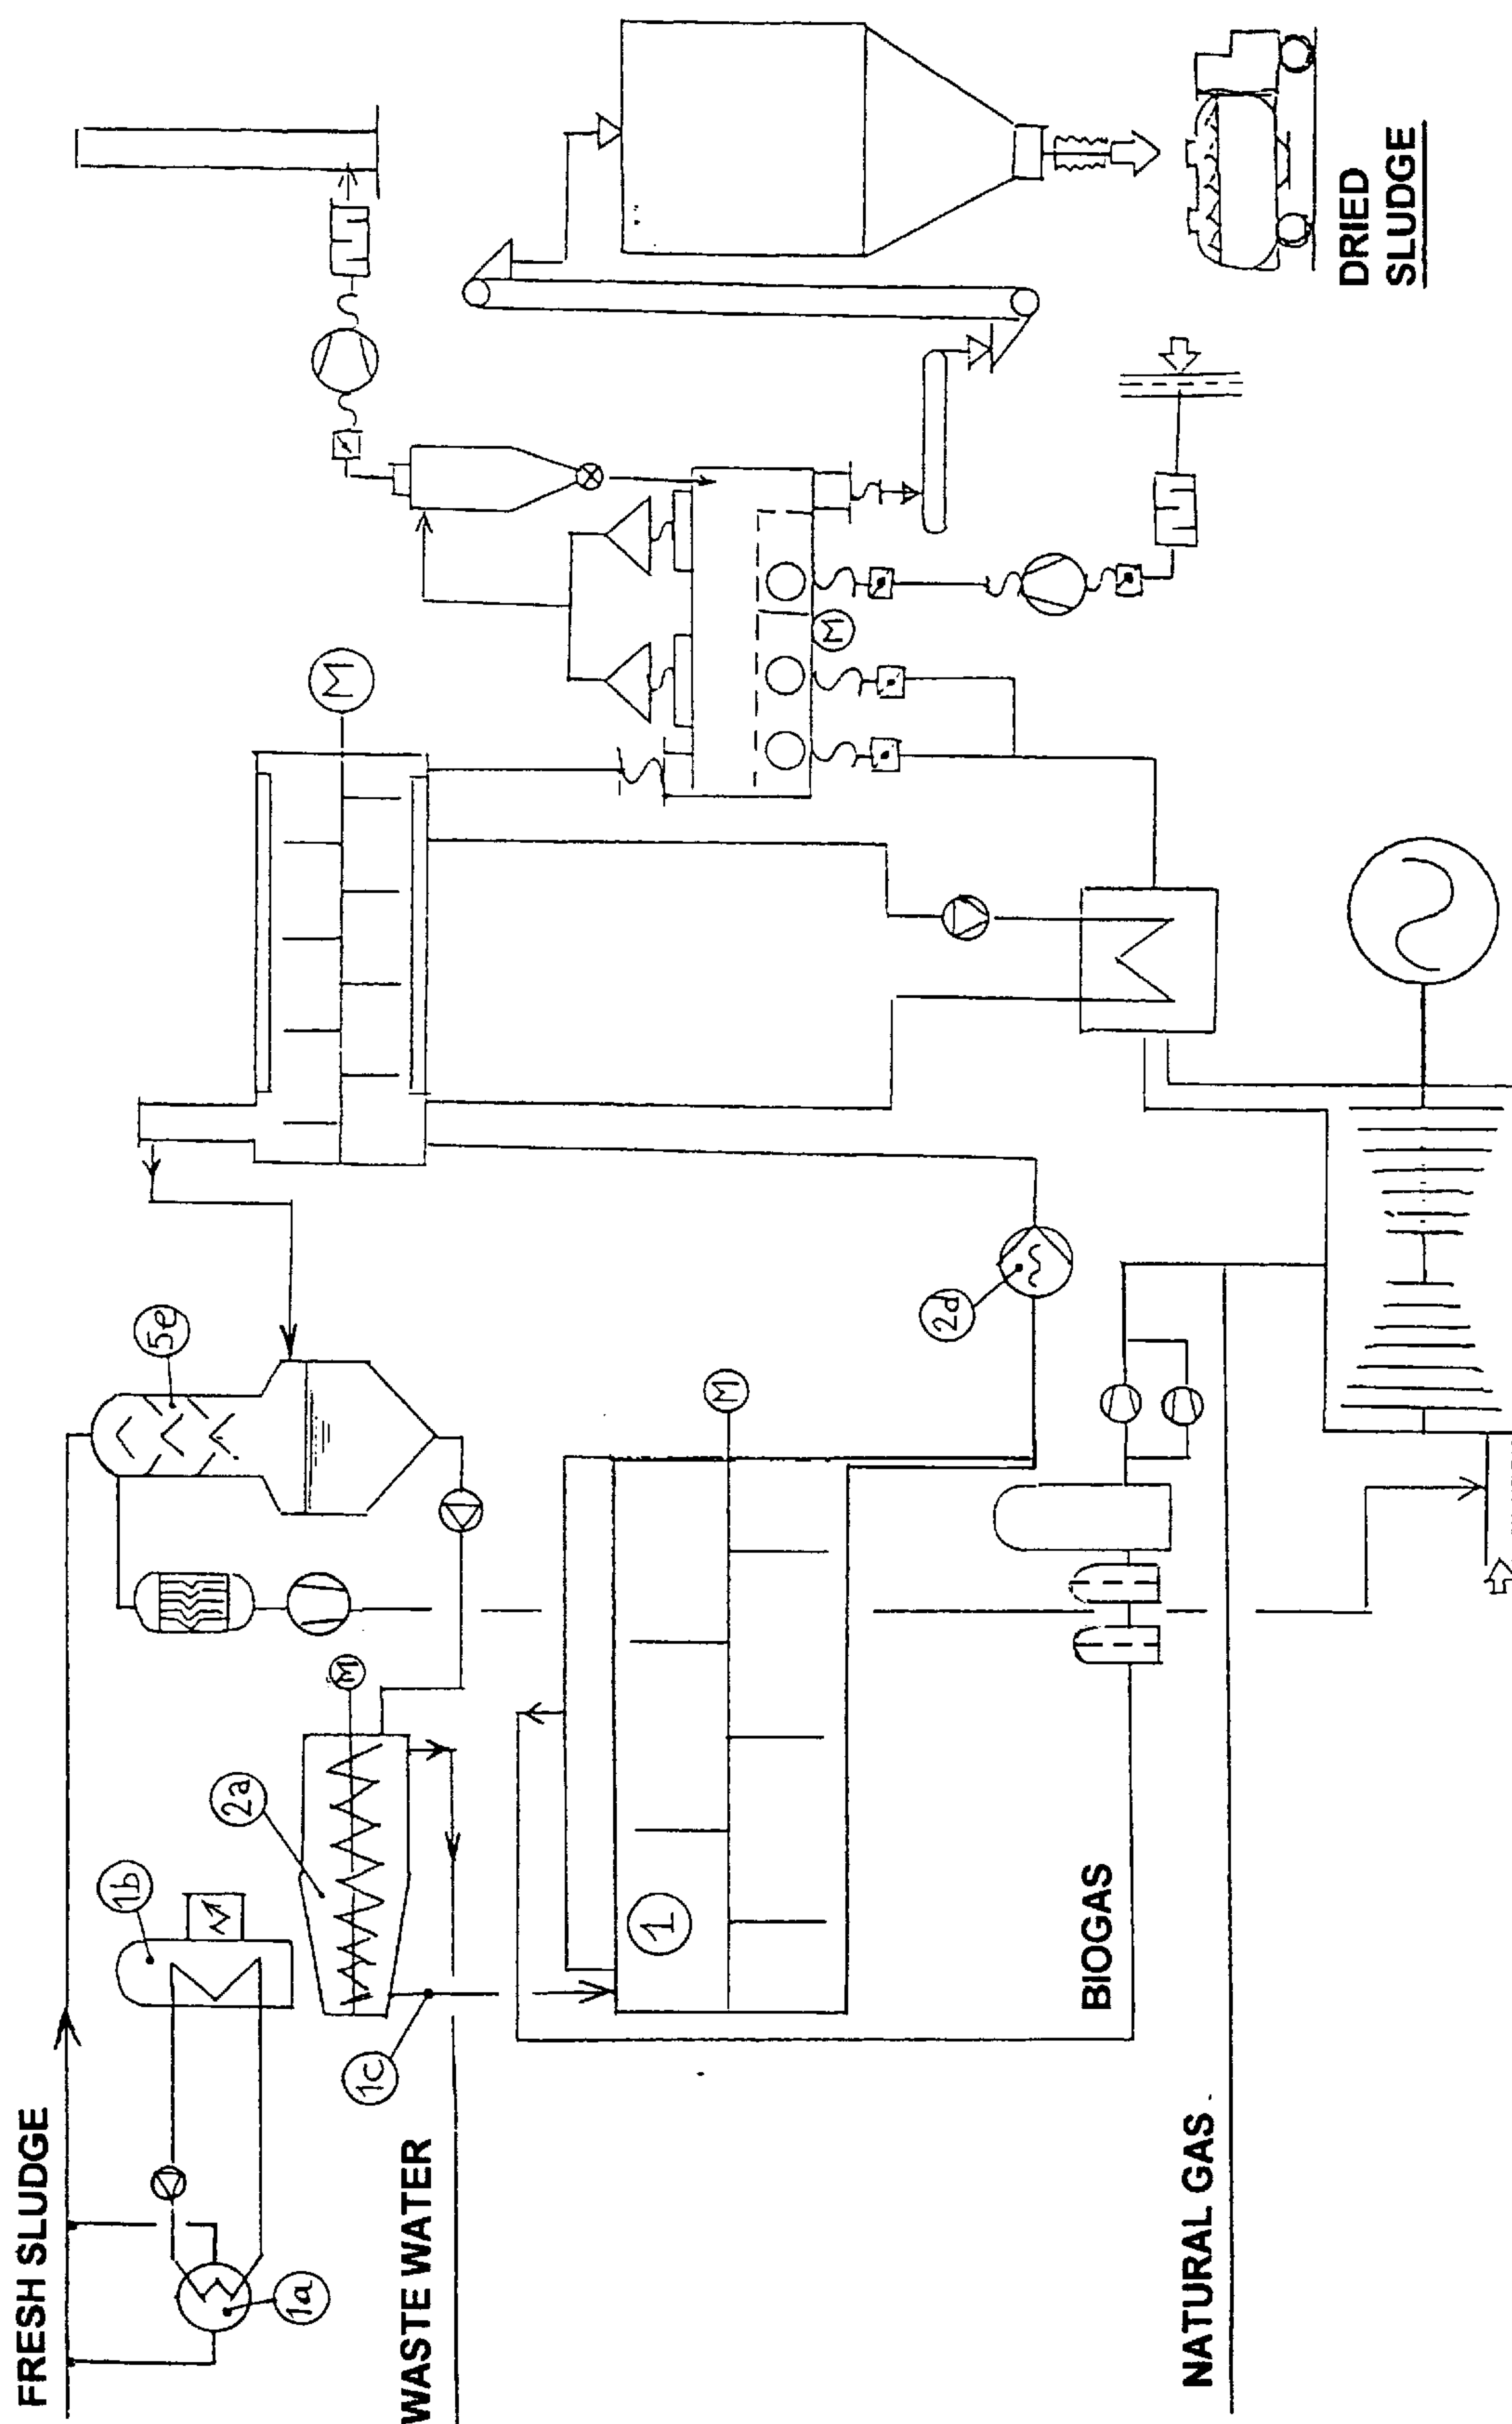 FRESH SLUDGE
1a
1b
5e
2a
M
1c
WASTE WATER
M
M
1
M
2d
BIOGAS
NATURAL GAS
DRIED
SLUDGE